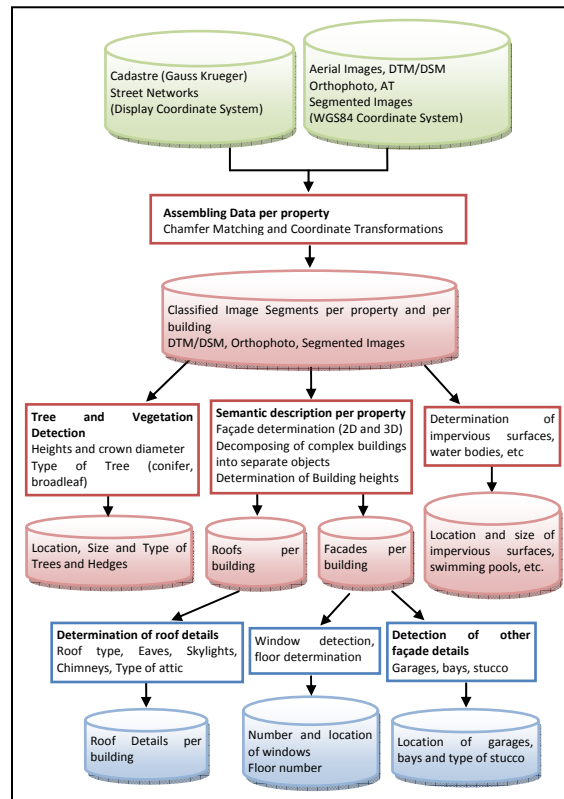 Cadastre (Gauss Krueger)
Street Networks
(Display Coordinate System)
Aerial Images, DTM/DSM
Orthophoto, AT
Segmented Images
(WGS84 Coordinate System)
Assembling Data per property
Chamfer Matching and Coordinate Transformations
Classified Image Segments per property and per
building
DTM/DSM, Orthophoto, Segmented Images
Tree and Vegetation
Detection
Heights and crown diameter
Type of Tree (conifer,
broadleaf)
Semantic description per property
Façade determination (2D and 3D)
Decomposing of complex buildings
into separate objects
Determination of Building heights
Determination of
impervious surfaces,
water bodies, etc
Location, Size and Type of
Trees and Hedges
Roofs per
building
Facades per
building
Location and size of
impervious surfaces,
swimming pools, etc.
Determination of roof details
Roof type, Eaves, Skylights,
Chimneys, Type of attic
Window detection,
floor determination
Detection of other
façade details
Garages, bays, stucco
Roof Details per
building
Number and location
of windows
Floor number
Location of garages,
bays and type of stucco